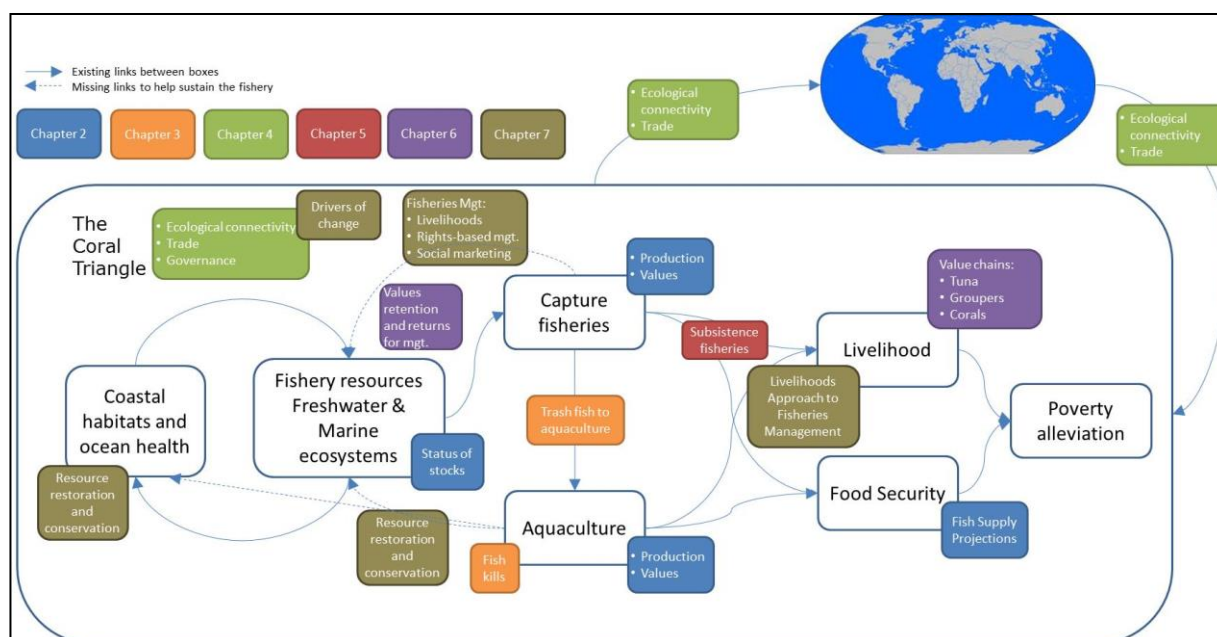 Existing links between boxes
Missing links to help sustain the fishery
Chapter 2
Chapter 3
Chapter 4
Chapter 5
Chapter 6
Chapter 7
• Ecological
connectivity
• Trade
• Ecological
connectivity
• Trade
The
Coral
Triangle
• Ecological connectivity
• Trade
• Governance
Drivers of
change
Fisheries Mgt:
• Livelihoods
• Rights-based mgt.
• Social marketing
Values
retention
and returns
for mgt.
Capture
fisheries
• Production
• Values
Subsistence
fisheries
Value chains:
• Tuna
• Groupers
• Corals
Livelihood
Livelihoods
Approach to
Fisheries
Management
Coastal
habitats and
ocean health
Resource
restoration
and
conservation
Fishery resources
Freshwater &
Marine
ecosystems
Status of
stocks
Trash fish to
aquaculture
Poverty
alleviation
Resource
restoration
and
conservation
Aquaculture
Fish
kills
• Production
• Values
Food Security
Fish Supply
Projections